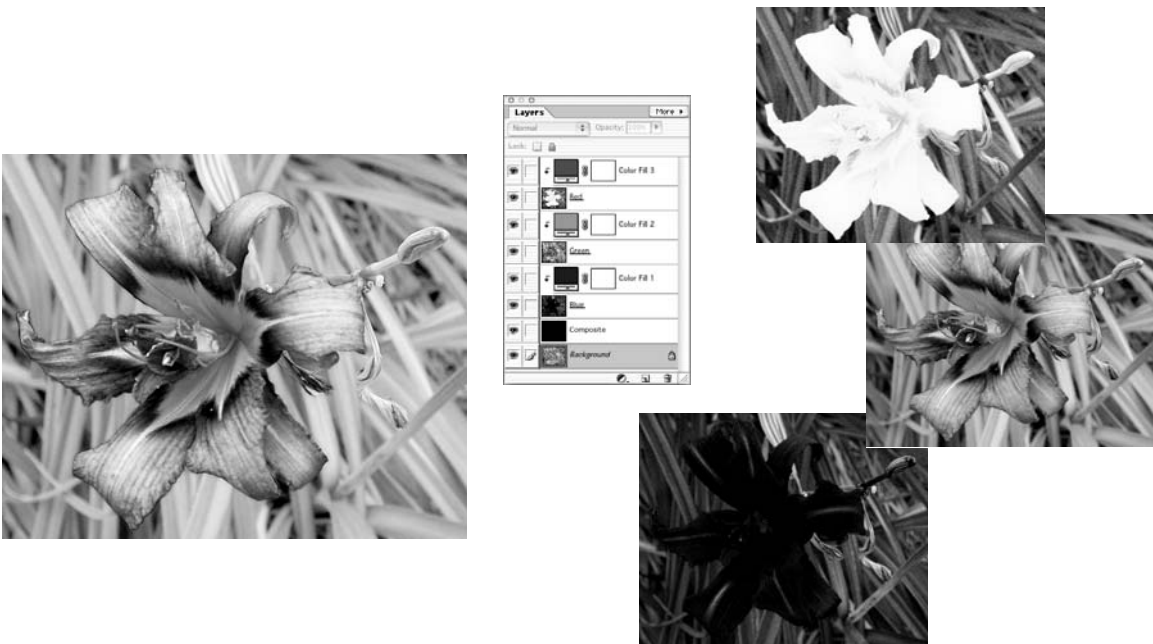 Layers
More
Normal
Opacity: 100%
Lock:
Color Fill 3
Red
Color Fill 2
Green
Color Fill 1
Blue
Composite
Background